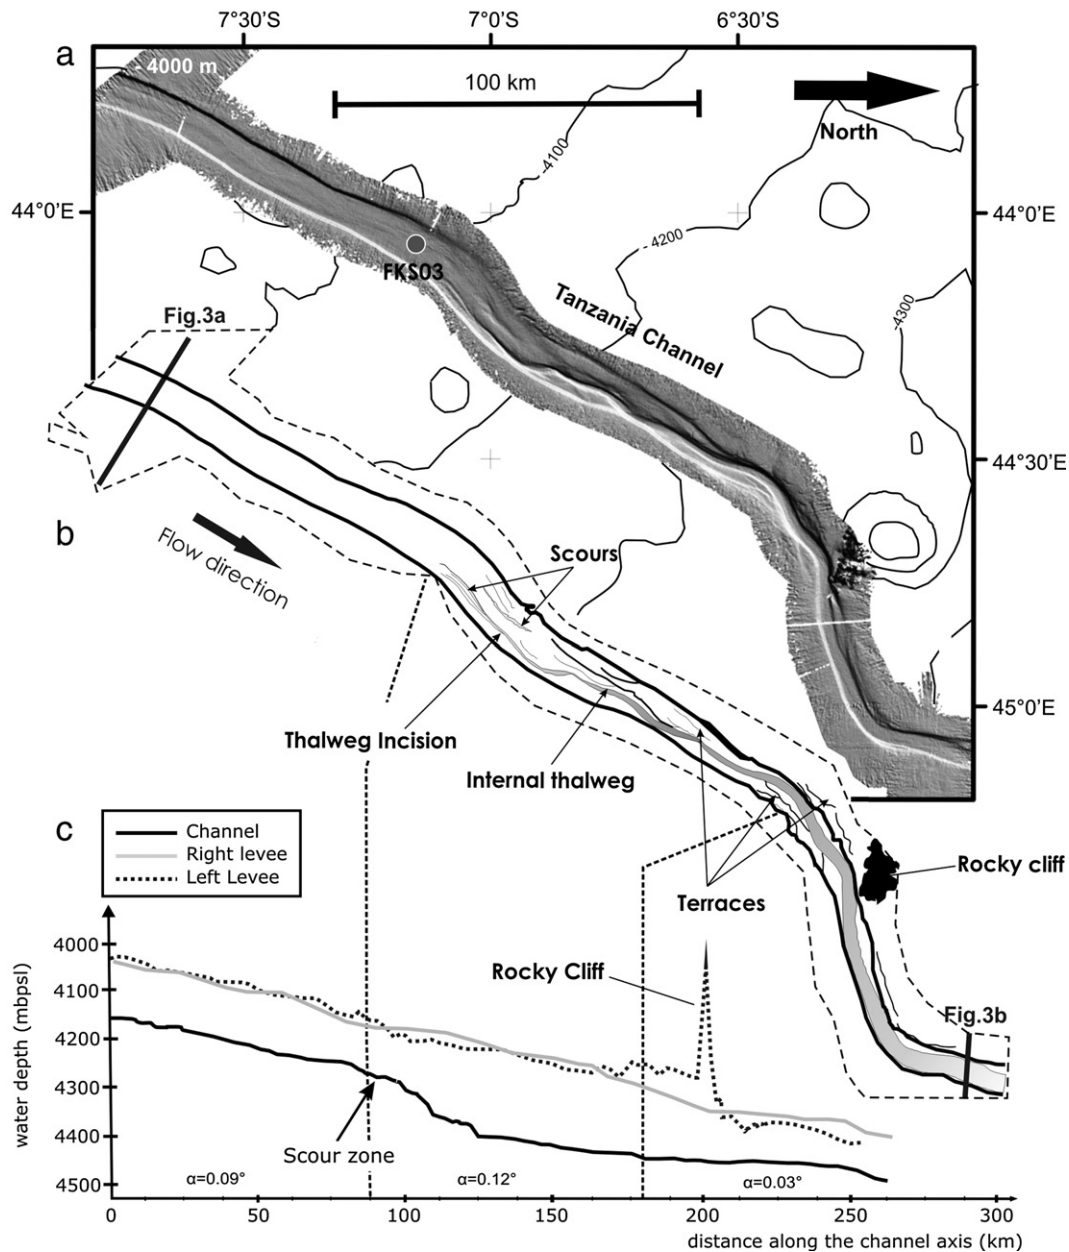 7°30'S 7°0'S 6°30'S
a
- 4000 m
100 km
North
-4100
44°0'E 44°0'E
- 4200
FKS03
-4300
Tanzania Channel
Fig.3a
44°30'E
b
Flow direction
Scours
45°0'E
Thalweg Incision
Internal thalweg
c
Channel
Right levee
Left Levee
Rocky cliff
Terraces
Rocky Cliff
Fig.3b
water depth (mbpsl)
4000
4100
4200
4300
4400
4500
Scour zone
α=0.09° α=0.12° α=0.03°
0 50 100 150 200 250 300
distance along the channel axis (km)